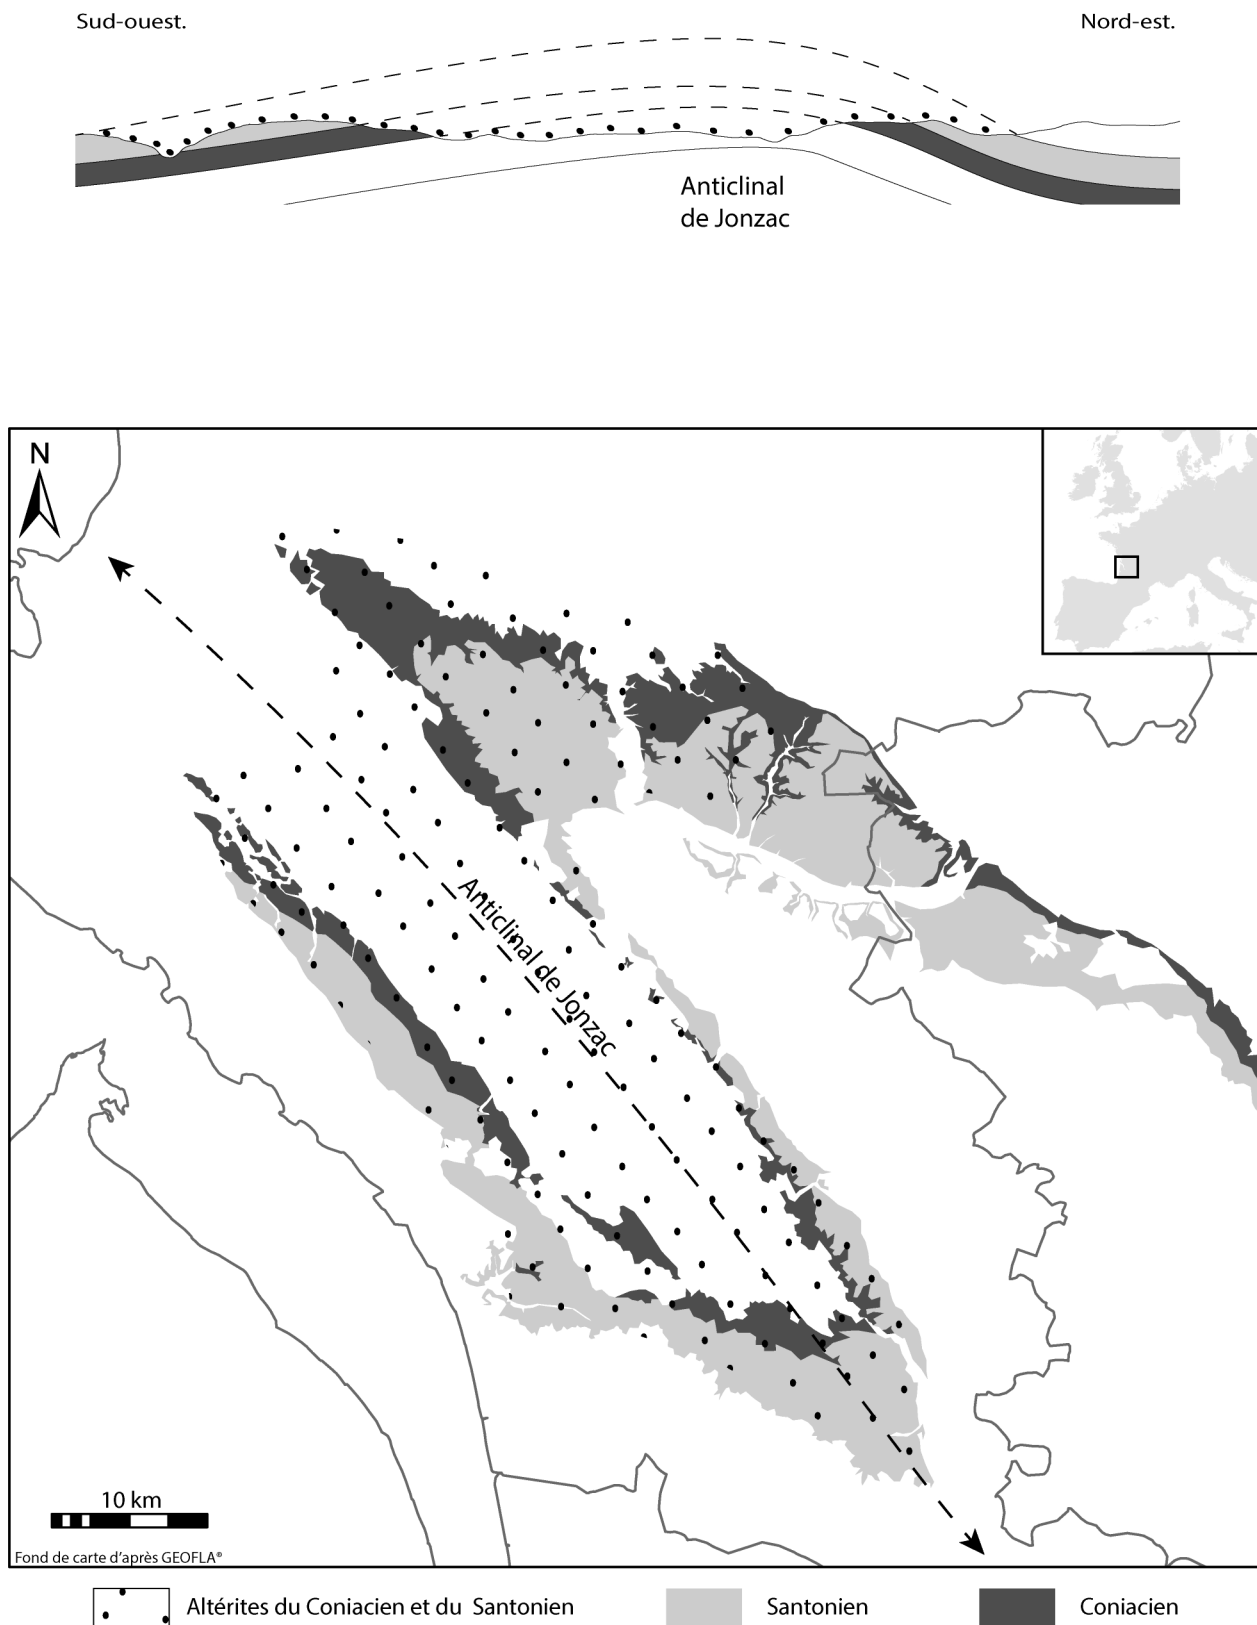 Sud-ouest.
Nord-est.
Anticlinal
de Jonzac
N
Anticlinal de Jonzac
10 km
Fond de carte d'après GEOFLA®
Altérites du Coniacien et du Santonien
Santonien
Coniacien